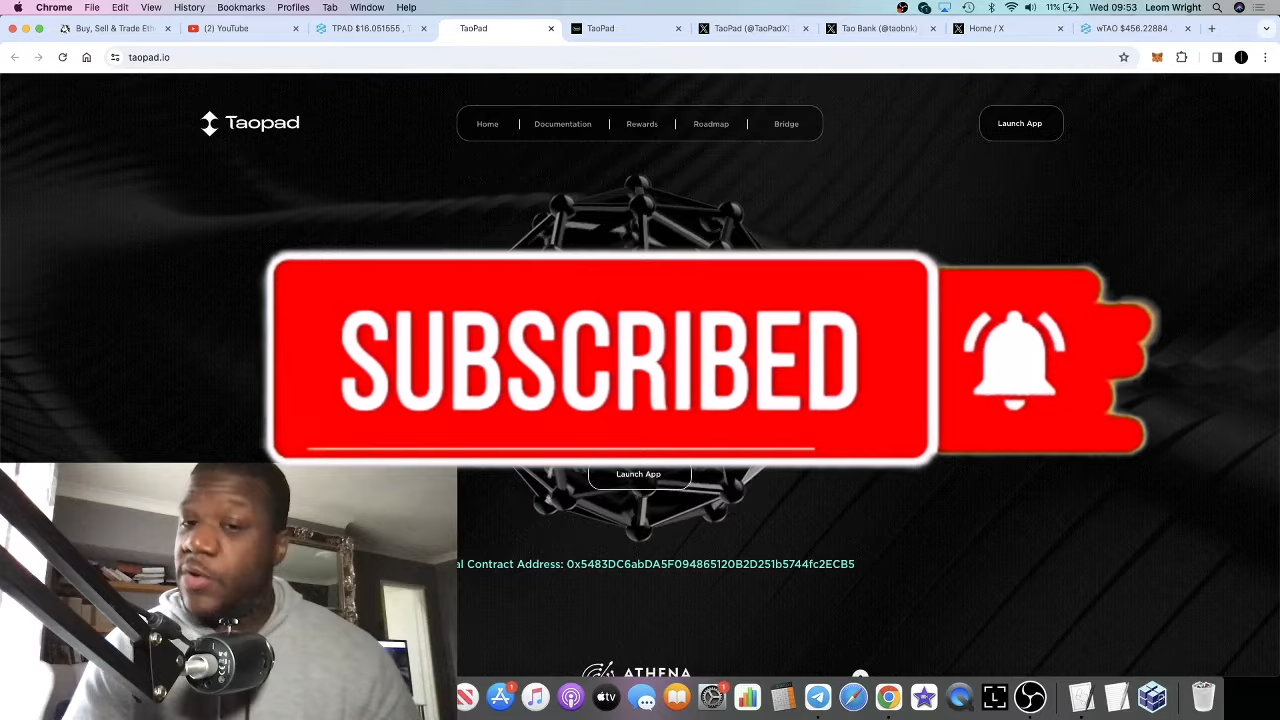 Chrome File Edit View History Bookmarks Profiles Tab Window Help 11% Wed 09:53 Leom Wright
Buy, Sell & Trade Eth (2) YouTube TPAD $16.051555 , T TaoPad TaoPad TaoPad (@TaoPadX) Tao Bank (@taobnk) Home / X wTAO $456.22884
taopad.io
Taopad
Home Documentation Rewards Roadmap Bridge
Launch App
SUBSCRIBED
Launch App
al Contract Address: 0x5483DC6abDA5F094865120B2D251b5744fc2ECB5
ATHENA
tv